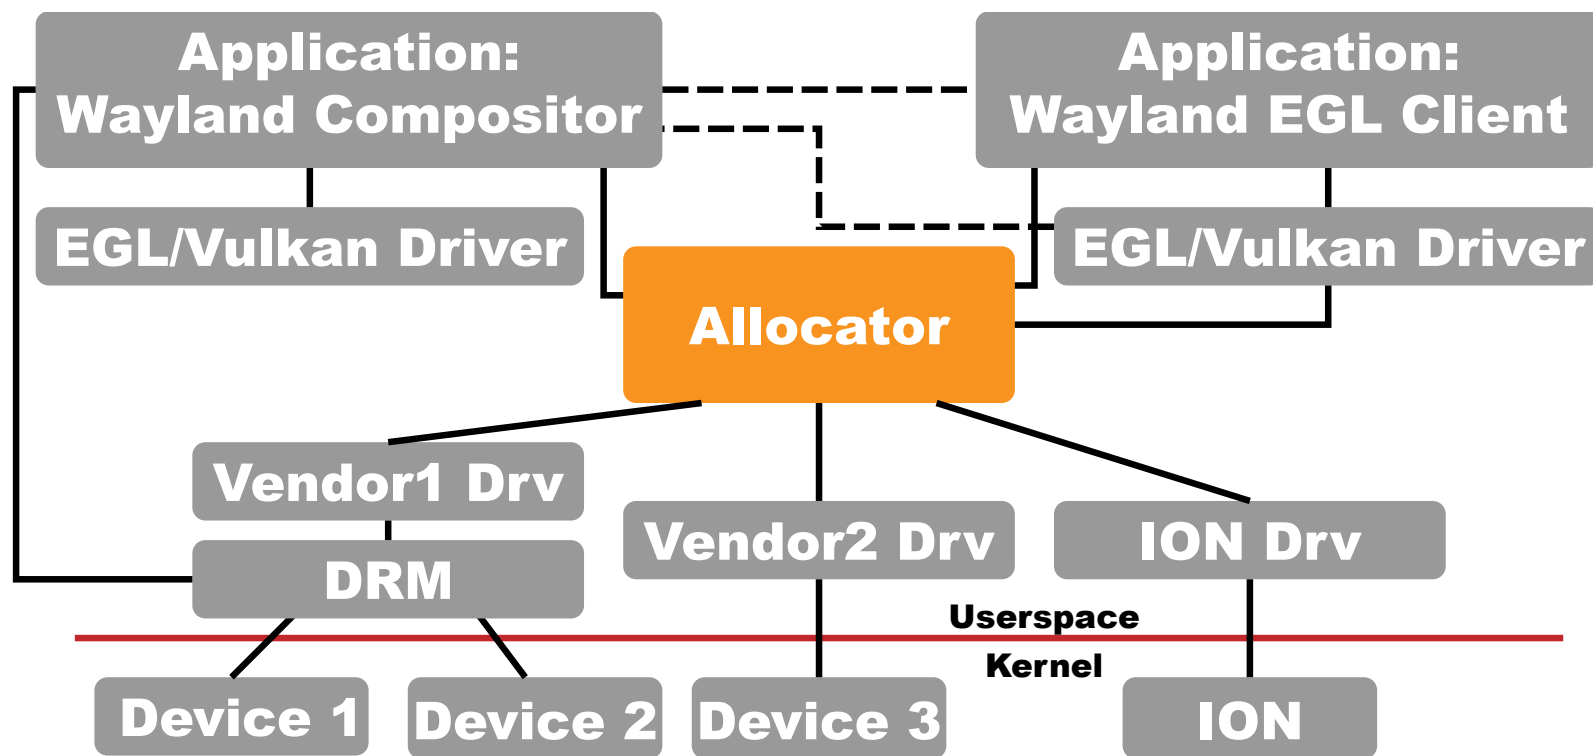 Application:
Wayland Compositor
Application:
Wayland EGL Client
EGL/Vulkan Driver
EGL/Vulkan Driver
Allocator
Vendor1 Drv
Vendor2 Drv
ION Drv
DRM
Userspace
Kernel
Device 1
Device 2
Device 3
ION